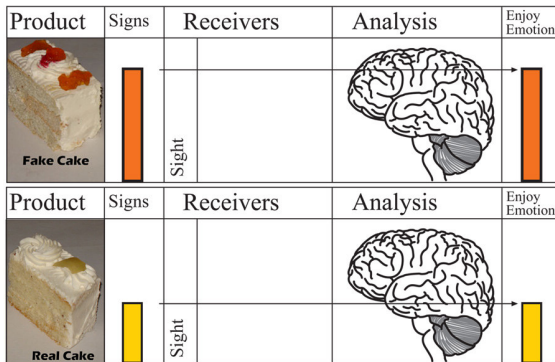 Product Signs Receivers Analysis Enjoy
Emotion
Fake Cake
Sight
Product Signs Receivers Analysis Enjoy
Emotion
Real Cake
Sight